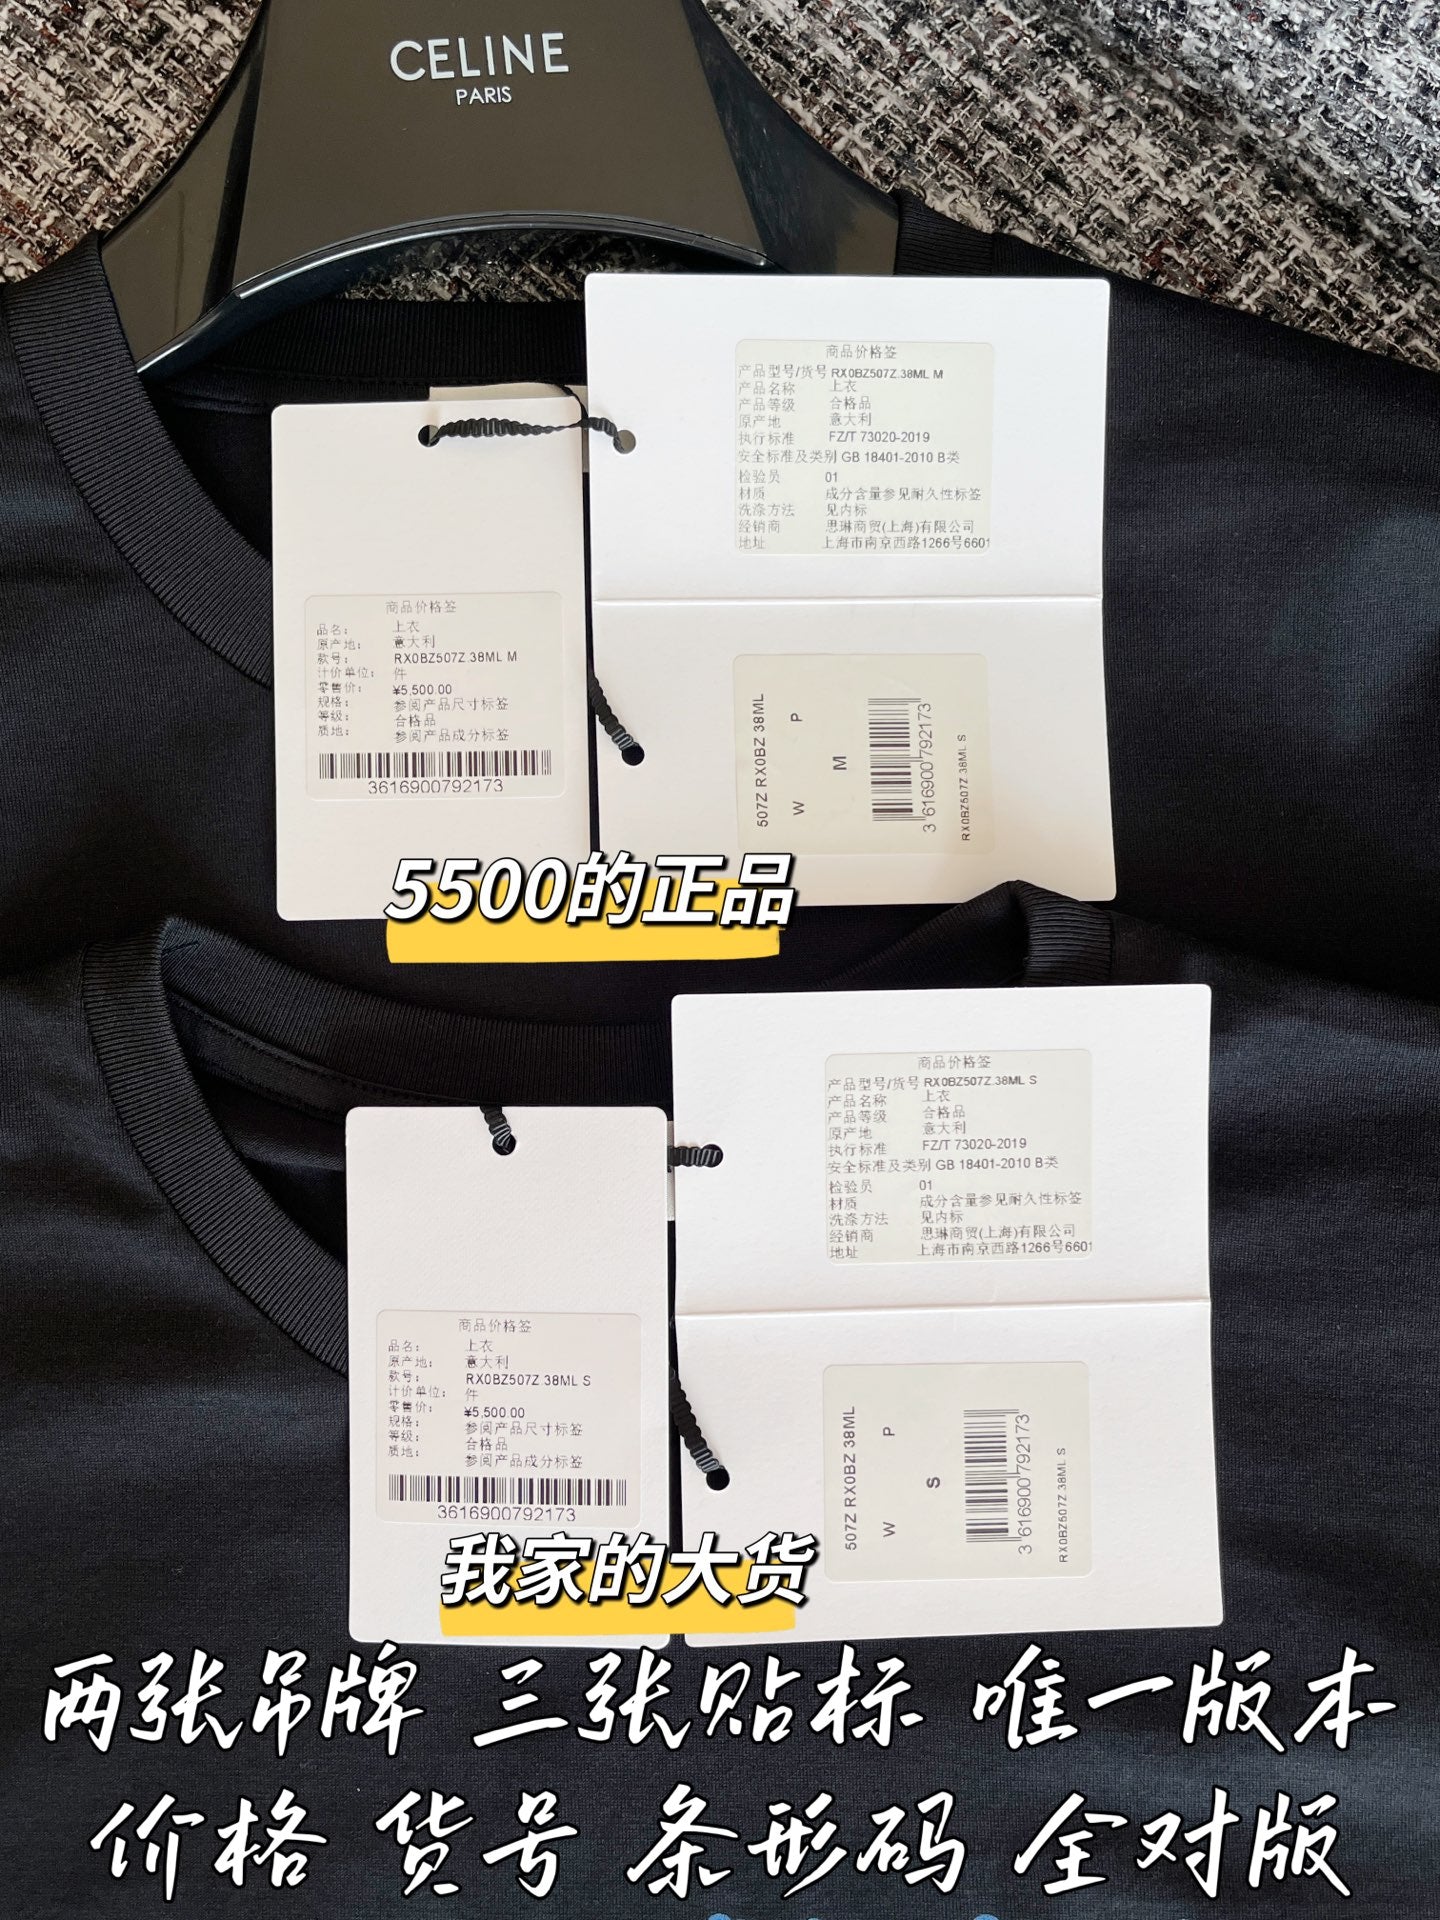 CELINE
PARIS
商品价格签
产品型号/货号 RX0BZ507Z.38ML M
产品名称 上衣
产品等级 合格品
原产地 意大利
执行标准 FZ/T 73020-2019
安全标准及类别 GB 18401-2010 B类
检验员 01
材质 成分含量参见耐久性标签
洗涤方法 见内标
经销商 思琳商贸(上海)有限公司
地址 上海市南京西路1266号6601
商品价格签
品名: 上衣
原产地: 意大利
款号: RX0BZ507Z.38ML M
计价单位: 件
零售价: ¥5,500.00
规格: 参阅产品尺寸标签
等级: 合格品
质地: 参阅产品成分标签
3616900792173
507Z RX0BZ 38ML
W P
M
3 616900 792173
RX0BZ507Z.38ML S
5500的正品
商品价格签
产品型号/货号 RX0BZ507Z.38ML S
产品名称 上衣
产品等级 合格品
原产地 意大利
执行标准 FZ/T 73020-2019
安全标准及类别 GB 18401-2010 B类
检验员 01
材质 成分含量参见耐久性标签
洗涤方法 见内标
经销商 思琳商贸(上海)有限公司
地址 上海市南京西路1266号6601
商品价格签
品名: 上衣
原产地: 意大利
款号: RX0BZ507Z.38ML S
计价单位: 件
零售价: ¥5,500.00
规格: 参阅产品尺寸标签
等级: 合格品
质地: 参阅产品成分标签
3616900792173
507Z RX0BZ 38ML
W P
S
3 616900 792173
RX0BZ507Z.38ML S
我家的大货
两张吊牌 三张贴标 唯一版本
价格 货号 条形码 全对版